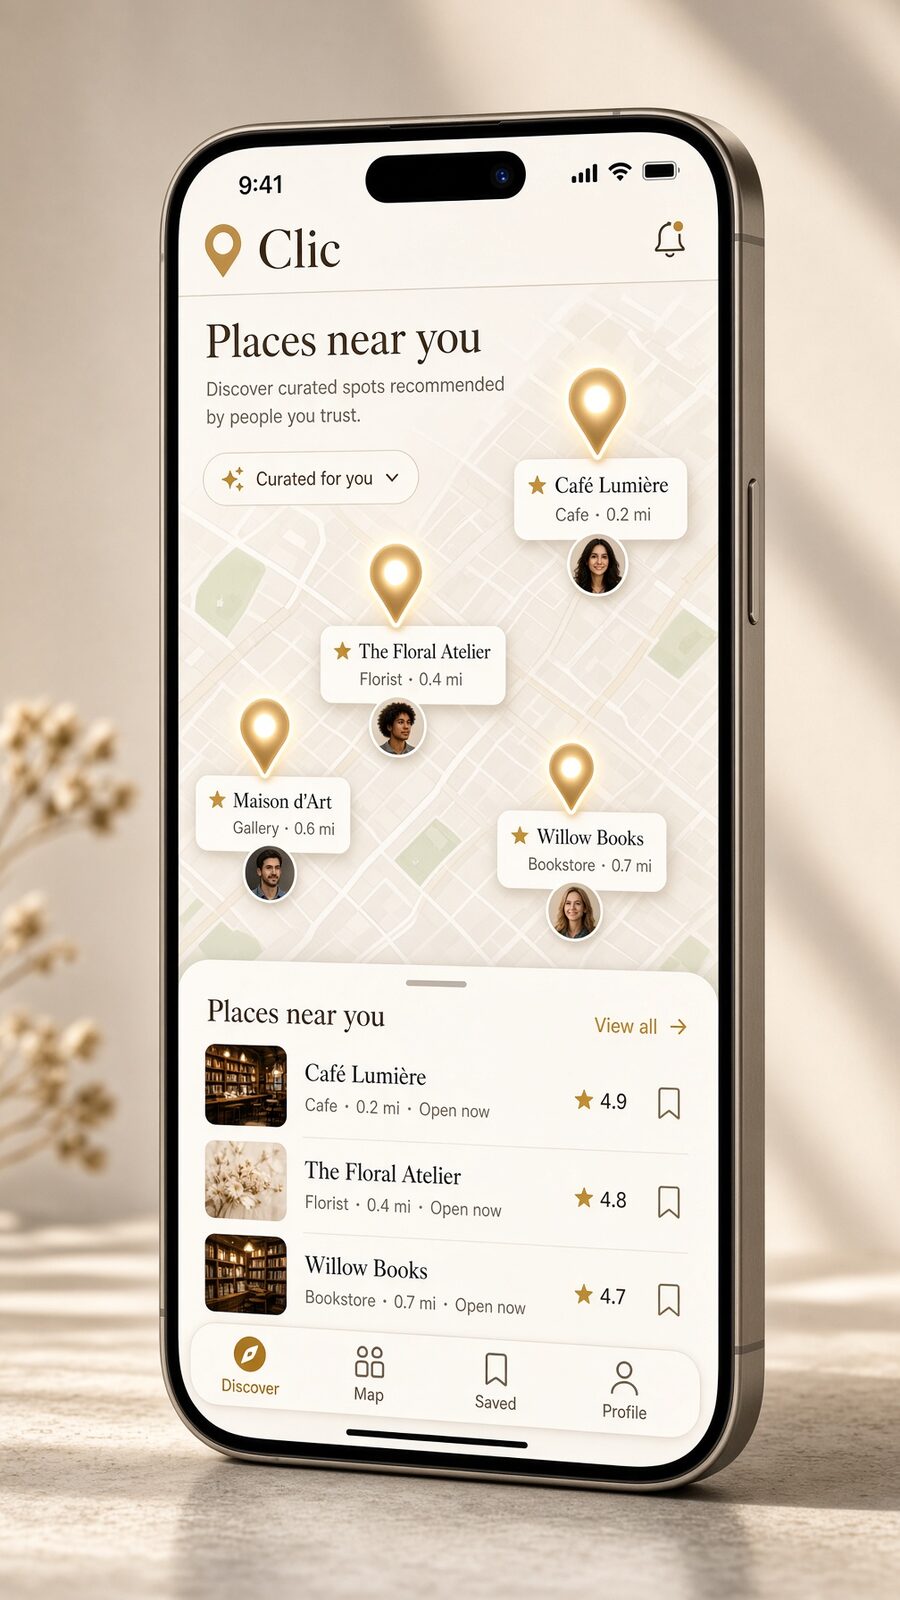 9:41
Clic
Places near you
Discover curated spots recommended
by people you trust.
Curated for you
Café Lumière
Cafe · 0.2 mi
The Floral Atelier
Florist · 0.4 mi
Maison d'Art
Gallery · 0.6 mi
Willow Books
Bookstore · 0.7 mi
Places near you
View all →
Café Lumière
Cafe · 0.2 mi · Open now
4.9
The Floral Atelier
Florist · 0.4 mi · Open now
4.8
Willow Books
Bookstore · 0.7 mi · Open now
4.7
Discover
Map
Saved
Profile